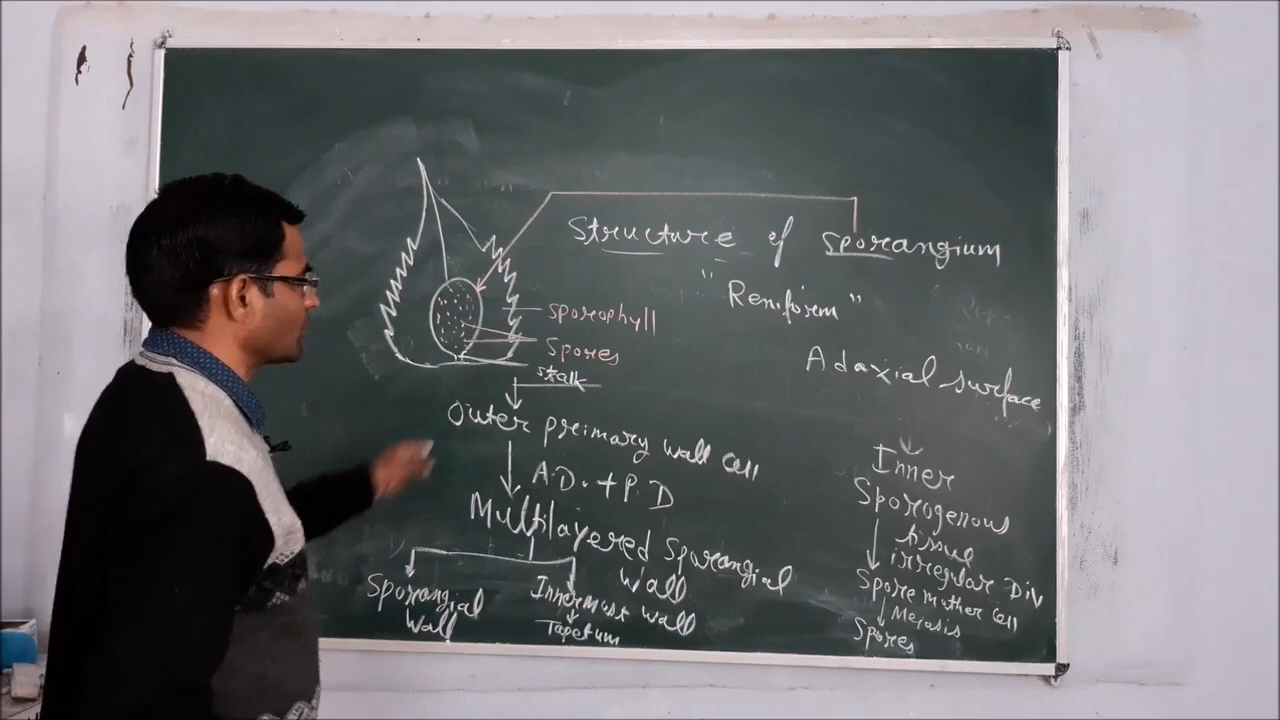 Structure of Sporangium
"Reniform"
Sporophyll
Spores
Stalk
Adaxial surface
Outer preimary wall cell
A.D. + P.D
Multilayered Sporangial
wall
Sporangial
Wall
Innermost wall
Tapetum
Inner
Sporogenous
tissue
irregular Div
Spore mother cell
Meiosis
Spores